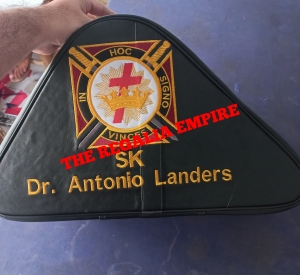 IN HOC SIGNO VINCES
THE REGALIA EMPIRE
SK
Dr. Antonio Landers